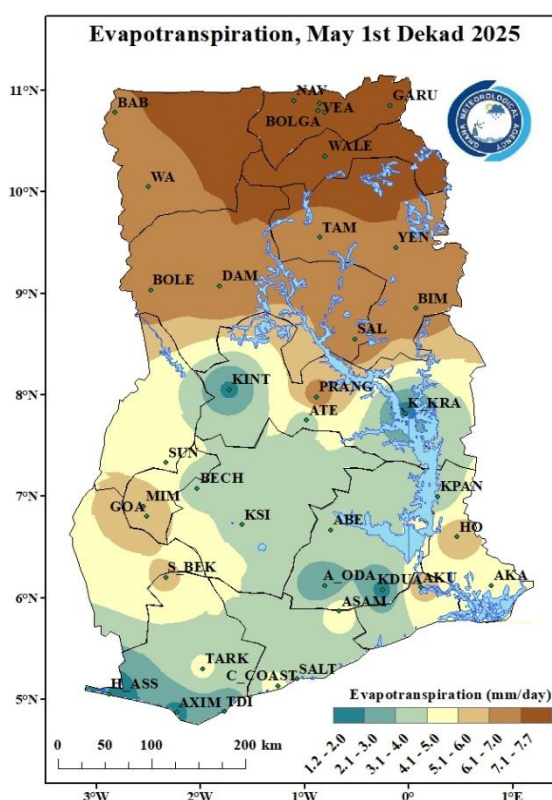 Evapotranspiration, May 1st Dekad 2025
11°N
10°N
9°N
8°N
7°N
6°N
5°N
BAB
NAV
GARU
VEA
BOLGA
WALE
WA
TAM
YEN
BOLE
DAM
BIM
SAL
KINT
PRANG
K_KRA
ATE
SUN
BECH
KPAN
GOA
MIM
KSI
ABE
HO
S_BEK
A_ODA
KDUA
AKU
AKA
ASAM
TARK
C_COAST
SALT
H_ASS
AXIM
TDI
GHANA METEOROLOGICAL AGENCY
Evapotranspiration (mm/day)
1.2 - 2.0
2.1 - 3.0
3.1 - 4.0
4.1 - 5.0
5.1 - 6.0
6.1 - 7.0
7.1 - 7.7
0 50 100 200 km
3°W 2°W 1°W 0° 1°E